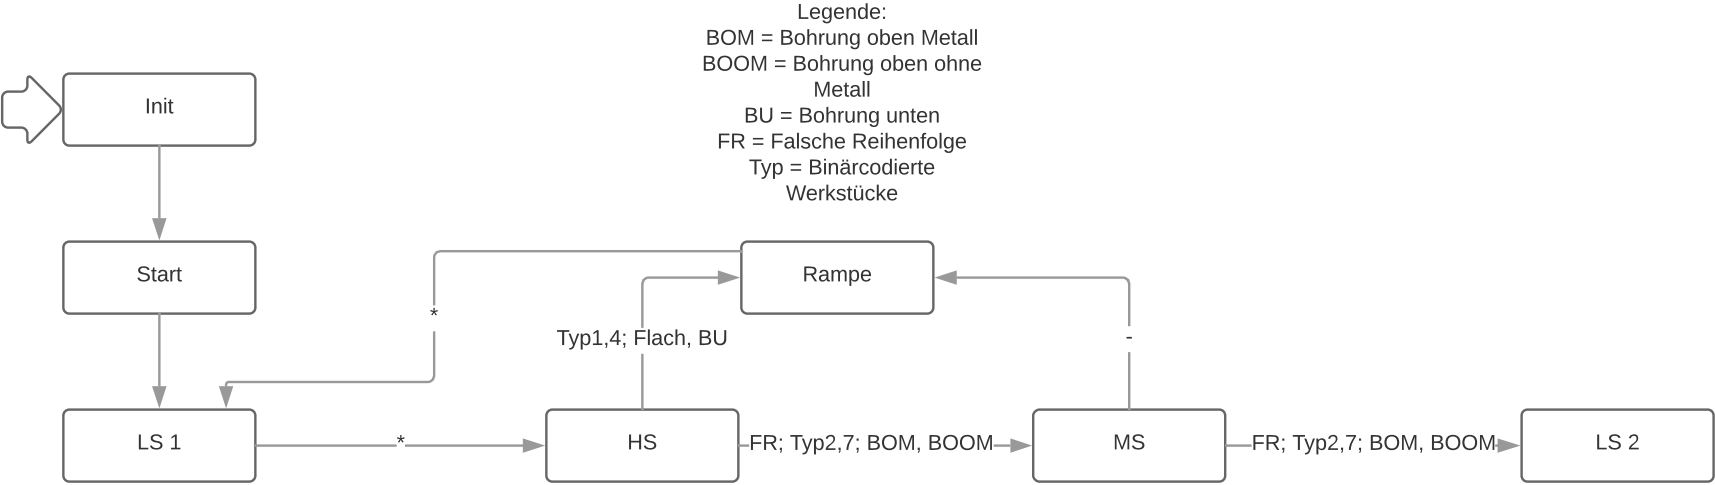 Legende:
BOM = Bohrung oben Metall
BOOM = Bohrung oben ohne
Metall
BU = Bohrung unten
FR = Falsche Reihenfolge
Typ = Binärcodierte
Werkstücke
Init
Start
Rampe
*
Typ1,4; Flach, BU
-
LS 1
*
HS
FR; Typ2,7; BOM, BOOM
MS
FR; Typ2,7; BOM, BOOM
LS 2